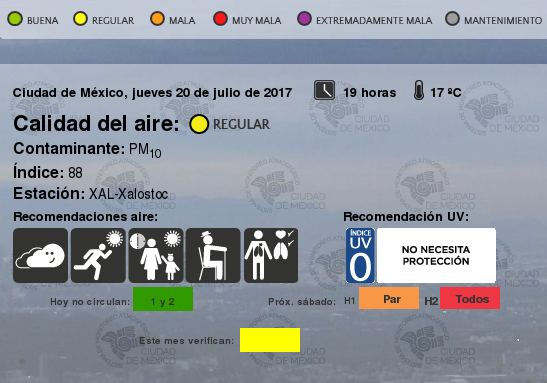 BUENA REGULAR MALA MUY MALA EXTREMADAMENTE MALA MANTENIMIENTO
Ciudad de México, jueves 20 de julio de 2017 19 horas 17 ºC
Calidad del aire: REGULAR
Contaminante: PM10
Índice: 88
Estación: XAL-Xalostoc
Recomendaciones aire: Recomendación UV:
ÍNDICE UV 0 NO NECESITA PROTECCIÓN
Hoy no circulan: 1 y 2 Próx. sábado: H1 Par H2 Todos
Este mes verifican:
CIUDAD DE MÉXICO